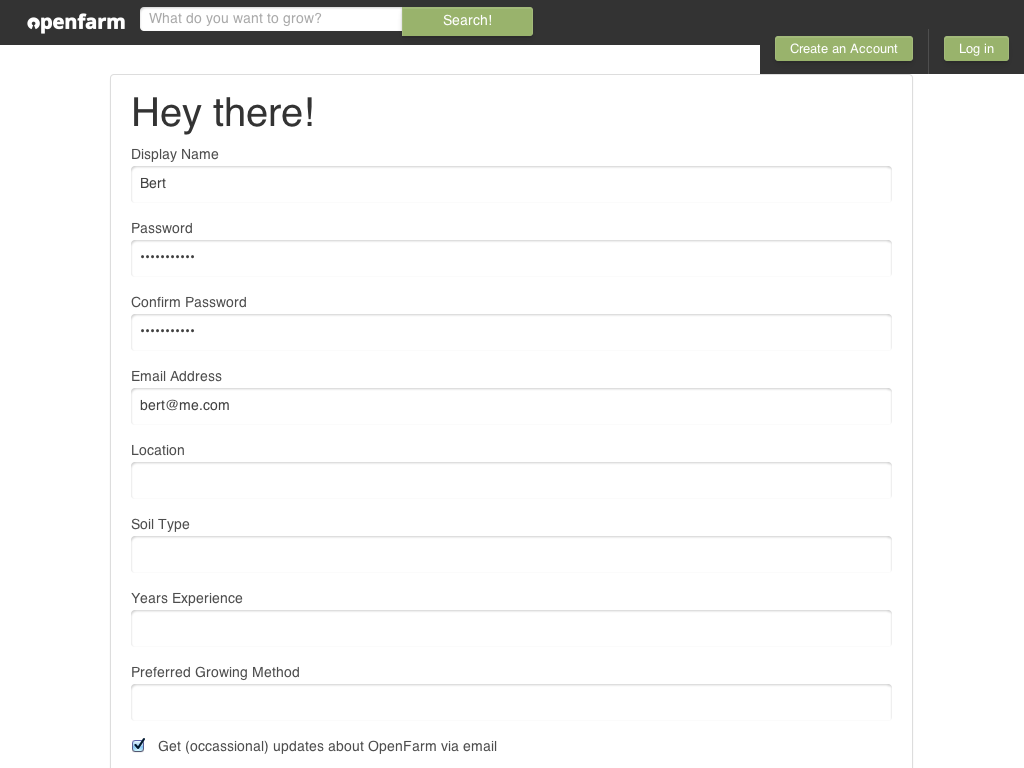 openfarm
What do you want to grow?
Search!
Create an Account
Log in
Hey there!
Display Name
Bert
Password
•••••••••••
Confirm Password
•••••••••••
Email Address
bert@me.com
Location
Soil Type
Years Experience
Preferred Growing Method
Get (occassional) updates about OpenFarm via email